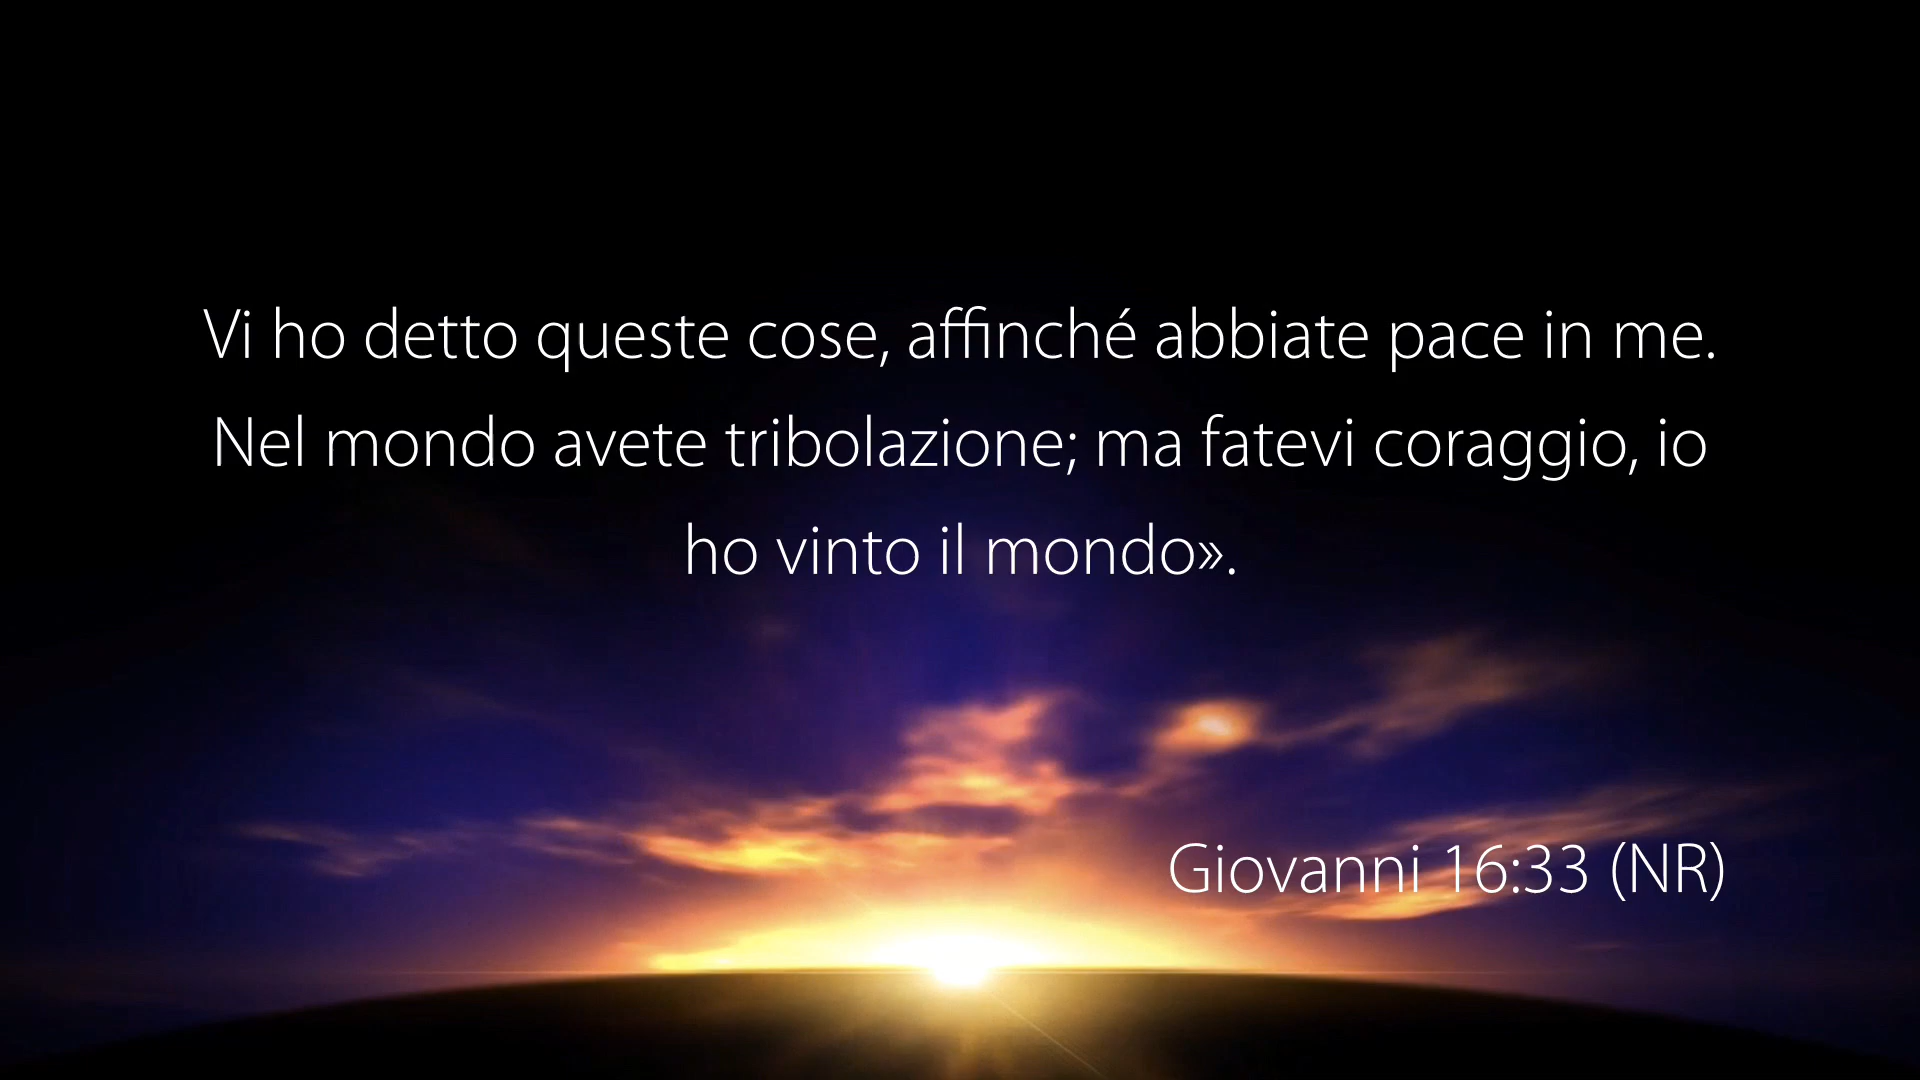 Vi ho detto queste cose, affinché abbiate pace in me.
Nel mondo avete tribolazione; ma fatevi coraggio, io
ho vinto il mondo».
Giovanni 16:33 (NR)